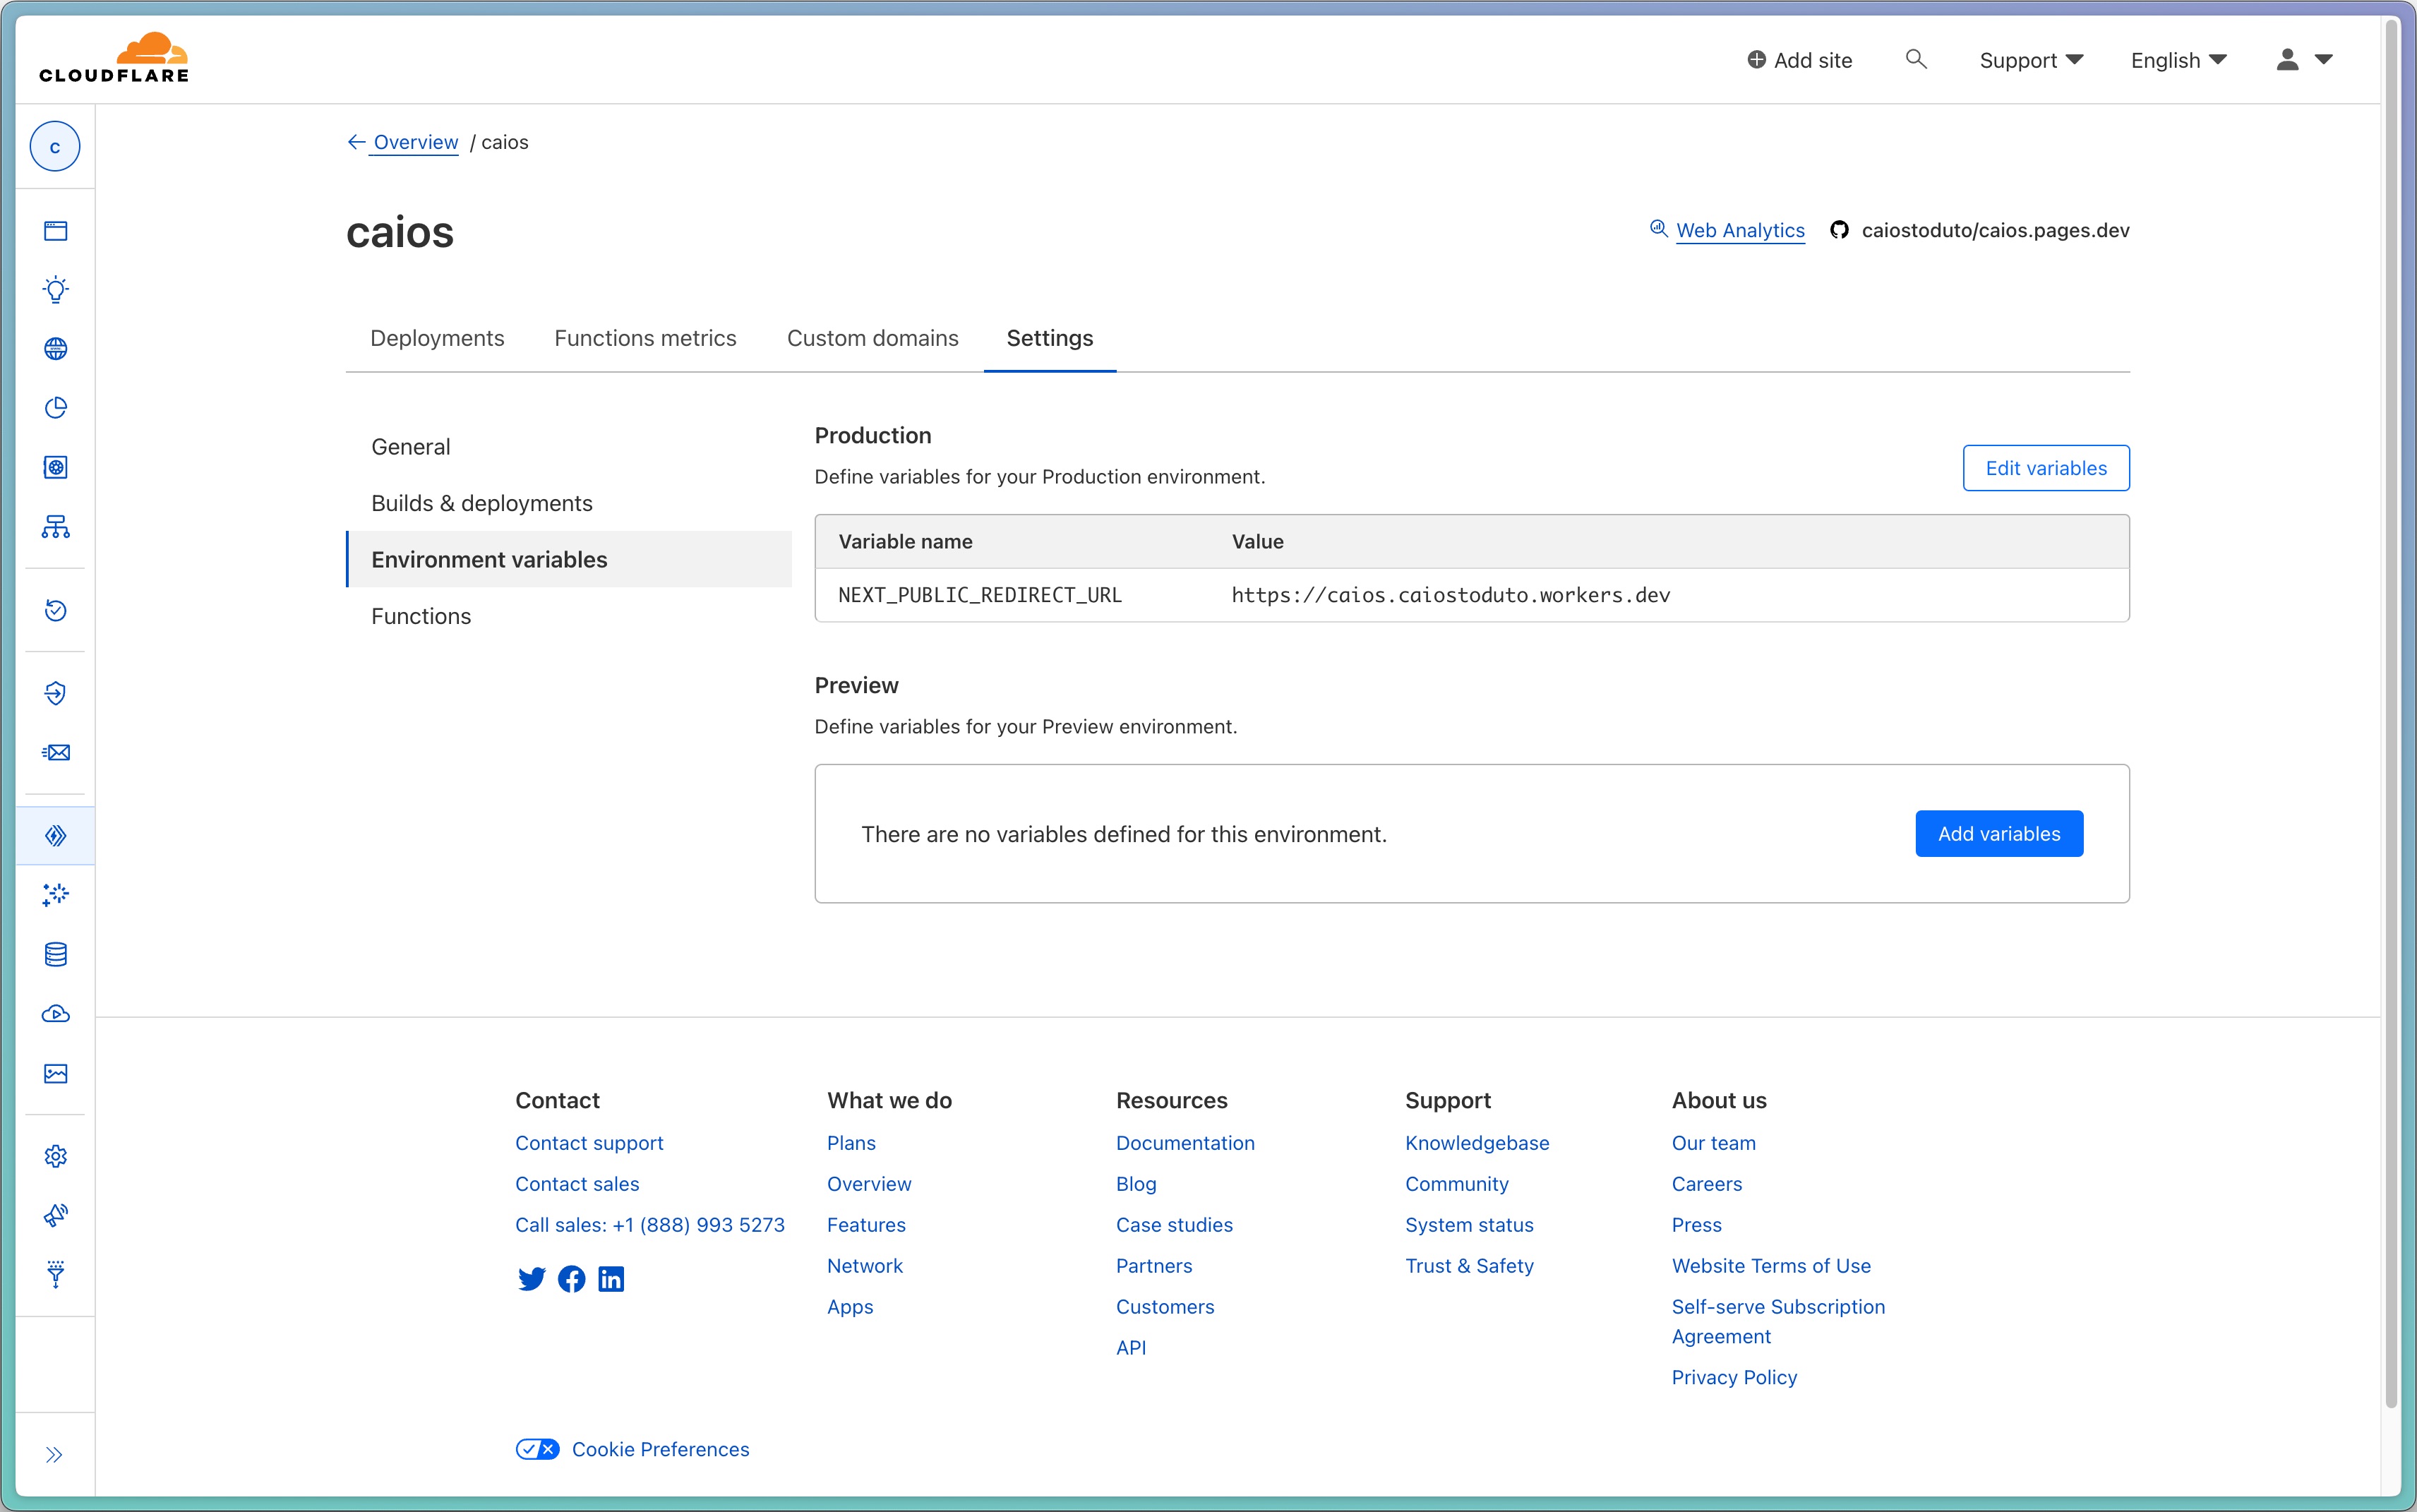 CLOUDFLARE
Add site
Support
English
C
Overview / caios
caios
Web Analytics
caiostoduto/caios.pages.dev
Deployments
Functions metrics
Custom domains
Settings
General
Builds & deployments
Environment variables
Functions
Production
Define variables for your Production environment.
Edit variables
Variable name Value
NEXT_PUBLIC_REDIRECT_URL https://caios.caiostoduto.workers.dev
Preview
Define variables for your Preview environment.
There are no variables defined for this environment.
Add variables
Contact
Contact support
Contact sales
Call sales: +1 (888) 993 5273
What we do
Plans
Overview
Features
Network
Apps
Resources
Documentation
Blog
Case studies
Partners
Customers
API
Support
Knowledgebase
Community
System status
Trust & Safety
About us
Our team
Careers
Press
Website Terms of Use
Self-serve Subscription
Agreement
Privacy Policy
Cookie Preferences